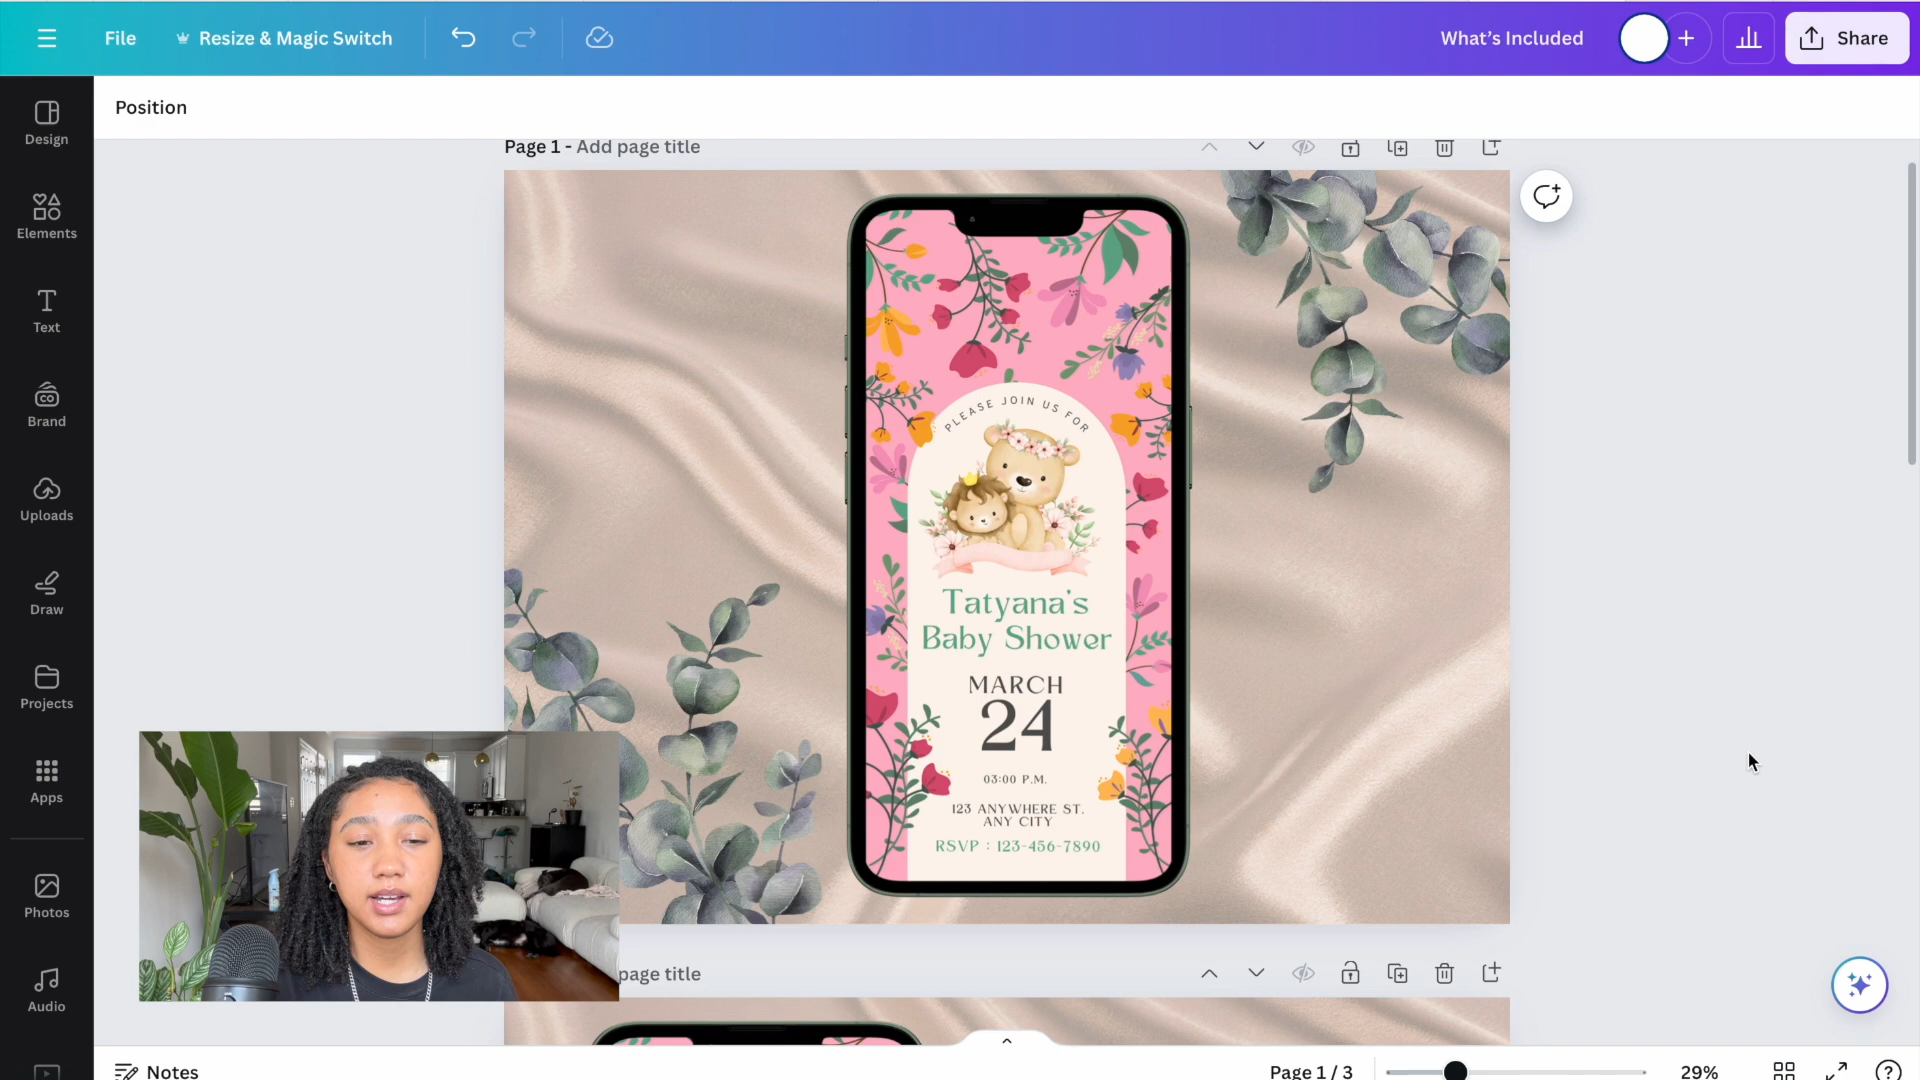 File
Resize & Magic Switch
What's Included
Share
Position
Design
Elements
Text
Brand
Uploads
Draw
Projects
Apps
Photos
Audio
Page 1 - Add page title
PLEASE JOIN US FOR
Tatyana's
Baby Shower
MARCH
24
03:00 P.M.
123 ANYWHERE ST.
ANY CITY
RSVP : 123-456-7890
page title
Notes
Page 1 / 3
29%